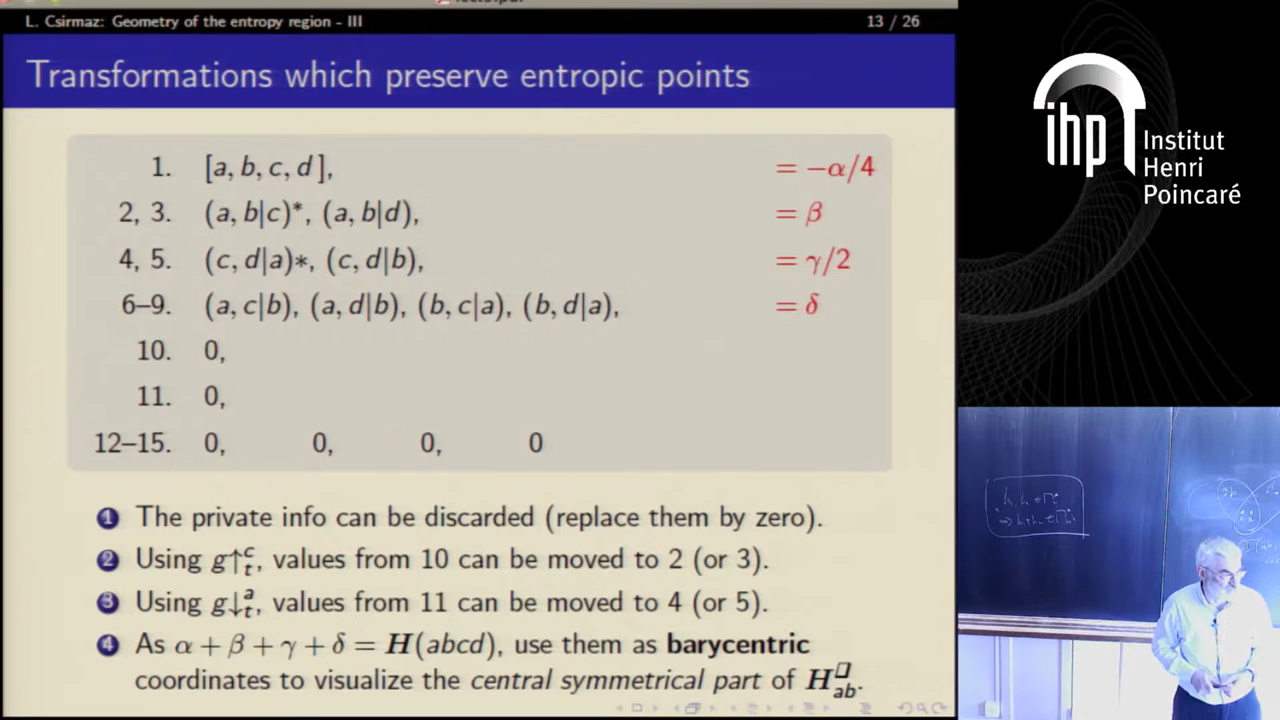 L. Csirmaz: Geometry of the entropy region - III 13 / 26
Transformations which preserve entropic points
1. [a, b, c, d ], = −α/4
2, 3. (a, b|c)*, (a, b|d), = β
4, 5. (c, d|a)*, (c, d|b), = γ/2
6–9. (a, c|b), (a, d|b), (b, c|a), (b, d|a), = δ
10. 0,
11. 0,
12–15. 0, 0, 0, 0
1 The private info can be discarded (replace them by zero).
2 Using g↑ᶜₜ, values from 10 can be moved to 2 (or 3).
3 Using g↓ᵃₜ, values from 11 can be moved to 4 (or 5).
4 As α + β + γ + δ = H(abcd), use them as barycentric
coordinates to visualize the central symmetrical part of H□ab.
ihp
Institut
Henri
Poincaré